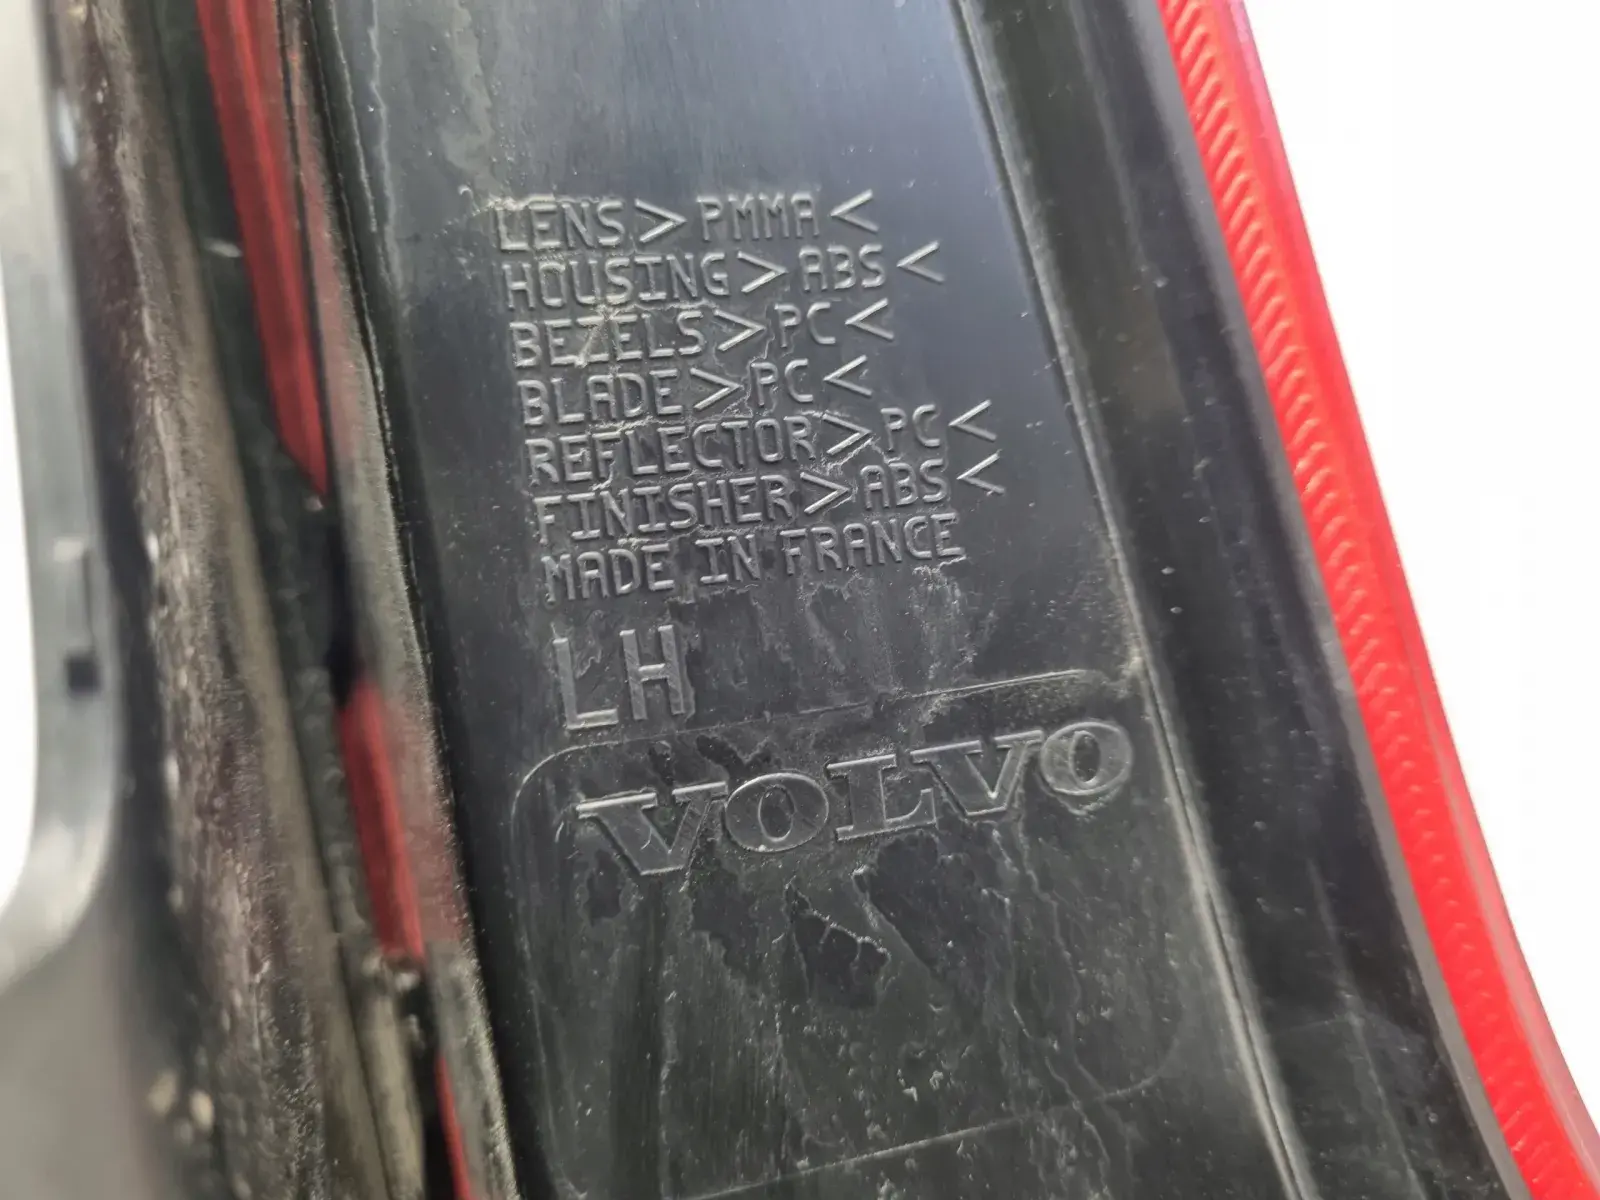 LENS>PMMA<
HOUSING>ABS<
BEZELS>PC<
BLADE>PC<
REFLECTOR>PC<
FINISHER>ABS<
MADE IN FRANCE
LH
VOLVO